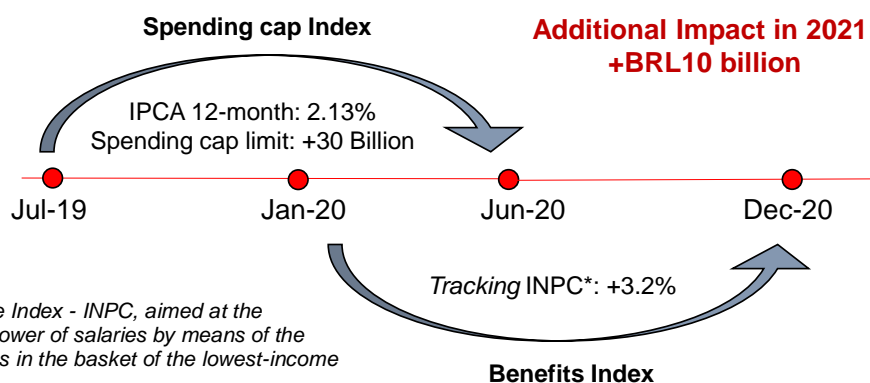 Spending cap Index
Additional Impact in 2021
+BRL10 billion
IPCA 12-month: 2.13%
Spending cap limit: +30 Billion
Jul-19
Jan-20
Jun-20
Dec-20
Tracking INPC*: +3.2%
e Index - INPC, aimed at the
ower of salaries by means of the
s in the basket of the lowest-income
Benefits Index